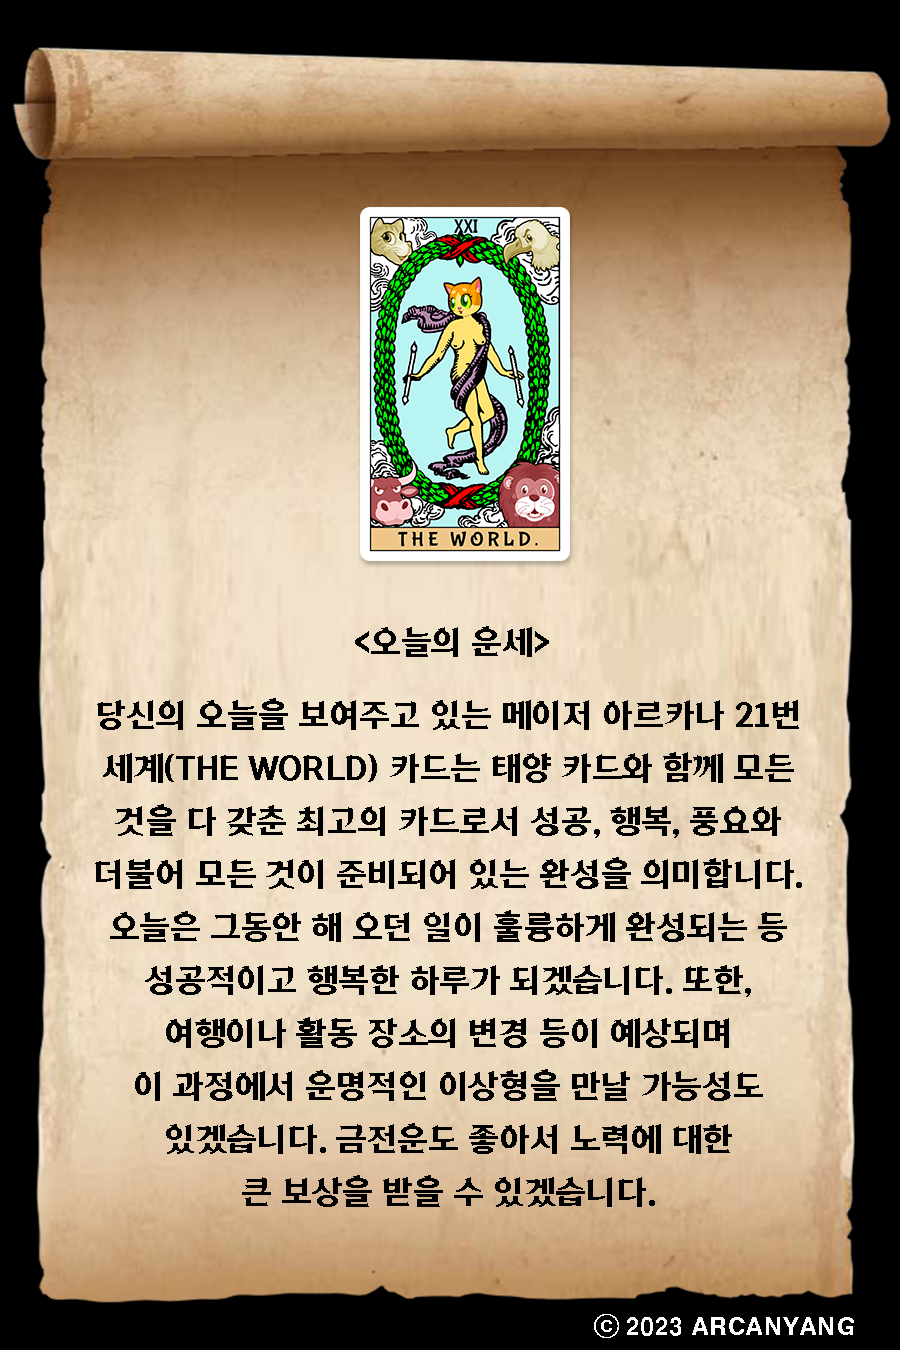 XXI
THE WORLD.
<오늘의 운세>
당신의 오늘을 보여주고 있는 메이저 아르카나 21번
세계(THE WORLD) 카드는 태양 카드와 함께 모든
것을 다 갖춘 최고의 카드로서 성공, 행복, 풍요와
더불어 모든 것이 준비되어 있는 완성을 의미합니다.
오늘은 그동안 해 오던 일이 훌륭하게 완성되는 등
성공적이고 행복한 하루가 되겠습니다. 또한,
여행이나 활동 장소의 변경 등이 예상되며
이 과정에서 운명적인 이상형을 만날 가능성도
있겠습니다. 금전운도 좋아서 노력에 대한
큰 보상을 받을 수 있겠습니다.
ⓒ 2023 ARCANYANG